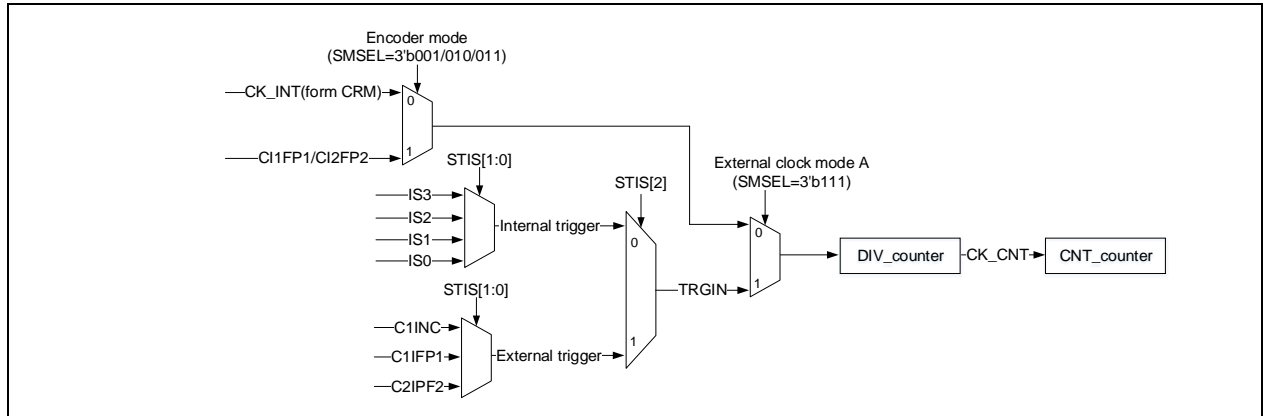 Encoder mode
(SMSEL=3'b001/010/011)
CK_INT(form CRM)
0
CI1FP1/CI2FP2
1
STIS[1:0]
External clock mode A
(SMSEL=3'b111)
STIS[2]
IS3
IS2
IS1
IS0
Internal trigger
0
0
DIV_counter
CK_CNT
CNT_counter
STIS[1:0]
TRGIN
1
C1INC
C1IFP1
C2IPF2
External trigger
1